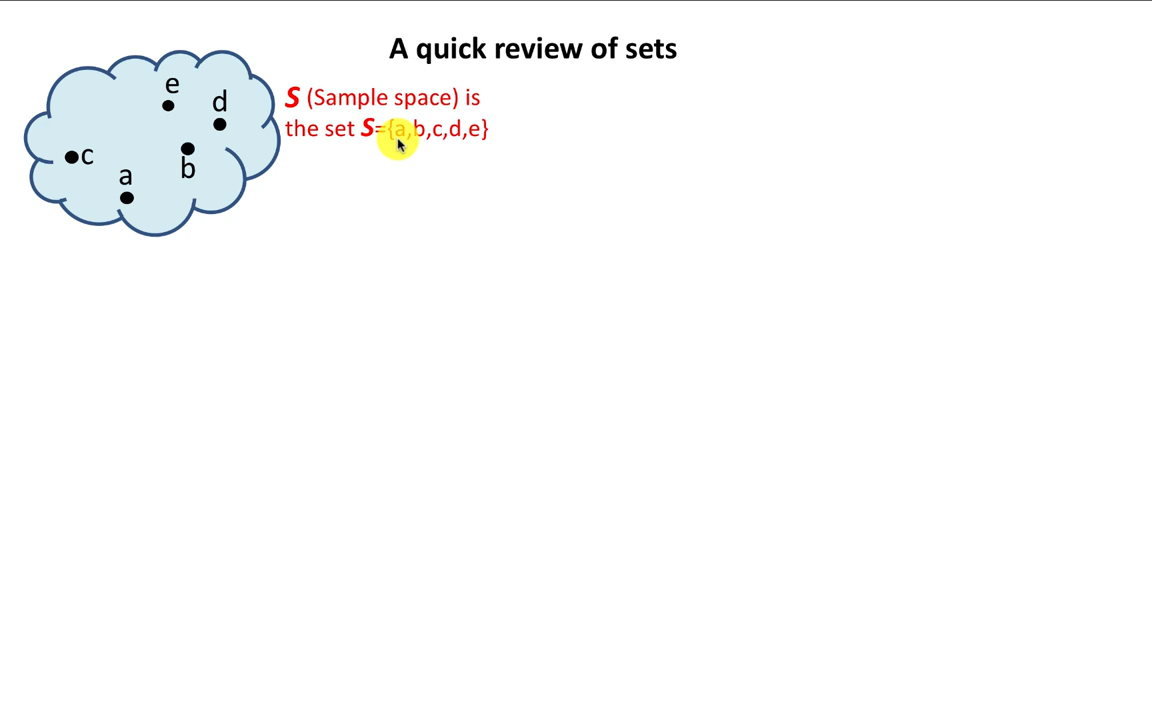 A quick review of sets
e
d
S (Sample space) is
the set S={a,b,c,d,e}
c
b
a